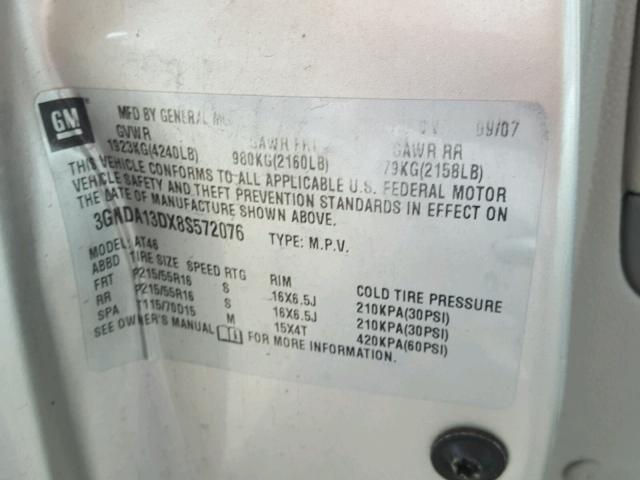 GM
MFD BY GENERAL 09/07
GVWR GAWR FRT GAWR RR
1923KG(4240LB) 980KG(2160LB) 79KG(2158LB)
THIS VEHICLE CONFORMS TO ALL APPLICABLE U.S. FEDERAL MOTOR
VEHICLE SAFETY AND THEFT PREVENTION STANDARDS IN EFFECT ON
THE DATE OF MANUFACTURE SHOWN ABOVE.
3GNDA13DX8S572076 TYPE: M.P.V.
MODEL: AT46
ABBD TIRE SIZE SPEED RTG RIM COLD TIRE PRESSURE
FRT P215/55R16 S 16X6.5J 210KPA(30PSI)
RR P215/55R16 S 16X6.5J 210KPA(30PSI)
SPA T115/70D15 M 15X4T 420KPA(60PSI)
SEE OWNER'S MANUAL FOR MORE INFORMATION.